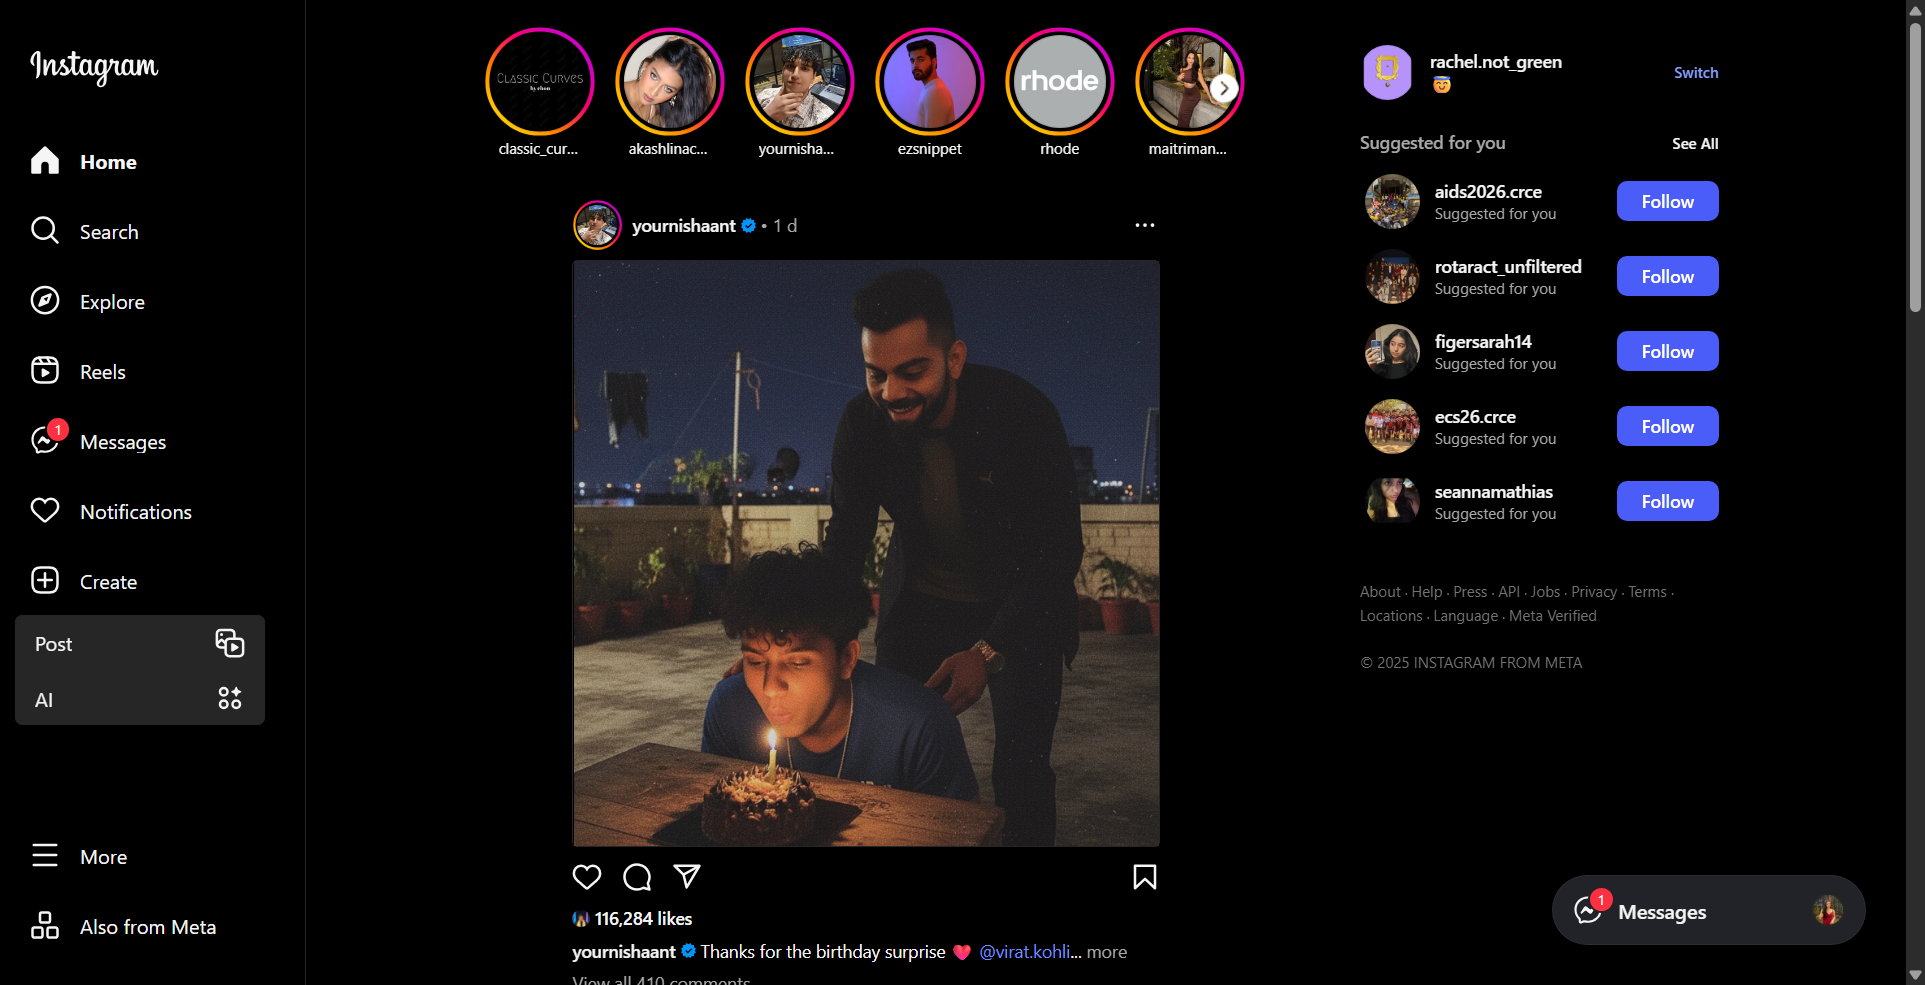 Instagram
Home
Search
Explore
Reels
1
Messages
Notifications
Create
Post
AI
More
Also from Meta
CLASSIC CURVES
by ehon
rhode
classic_cur...
akashlinac...
yournisha...
ezsnippet
rhode
maitriman...
yournishaant • 1 d
116,284 likes
yournishaant Thanks for the birthday surprise ❤️ @virat.kohli... more
View all 410 comments
rachel.not_green
😇
Switch
Suggested for you
See All
aids2026.crce
Suggested for you
Follow
rotaract_unfiltered
Suggested for you
Follow
figersarah14
Suggested for you
Follow
ecs26.crce
Suggested for you
Follow
seannamathias
Suggested for you
Follow
About · Help · Press · API · Jobs · Privacy · Terms ·
Locations · Language · Meta Verified
© 2025 INSTAGRAM FROM META
1
Messages